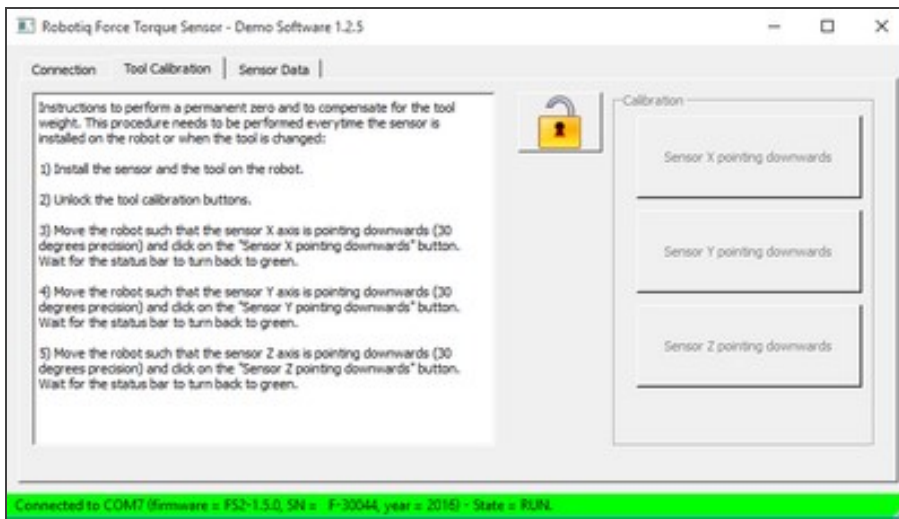 Robotiq Force Torque Sensor - Demo Software 1.2.5
Connection Tool Calibration Sensor Data
Instructions to perform a permanent zero and to compensate for the tool
weight. This procedure needs to be performed everytime the sensor is
installed on the robot or when the tool is changed:
1) Install the sensor and the tool on the robot.
2) Unlock the tool calibration buttons.
3) Move the robot such that the sensor X axis is pointing downwards (30
degrees precision) and click on the "Sensor X pointing downwards" button.
Wait for the status bar to turn back to green.
4) Move the robot such that the sensor Y axis is pointing downwards (30
degrees precision) and click on the "Sensor Y pointing downwards" button.
Wait for the status bar to turn back to green.
5) Move the robot such that the sensor Z axis is pointing downwards (30
degrees precision) and click on the "Sensor Z pointing downwards" button.
Wait for the status bar to turn back to green.
Calibration
Sensor X pointing downwards
Sensor Y pointing downwards
Sensor Z pointing downwards
Connected to COM7 (firmware = FS2-1.5.0, SN = F-30044, year = 2016) - State = RUN.